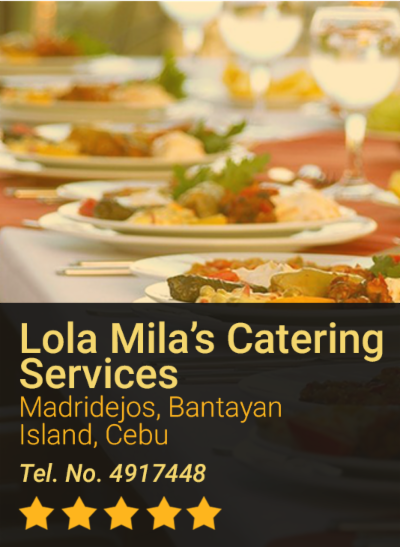 Lola Mila's Catering
Services
Madridejos, Bantayan
Island, Cebu
Tel. No. 4917448